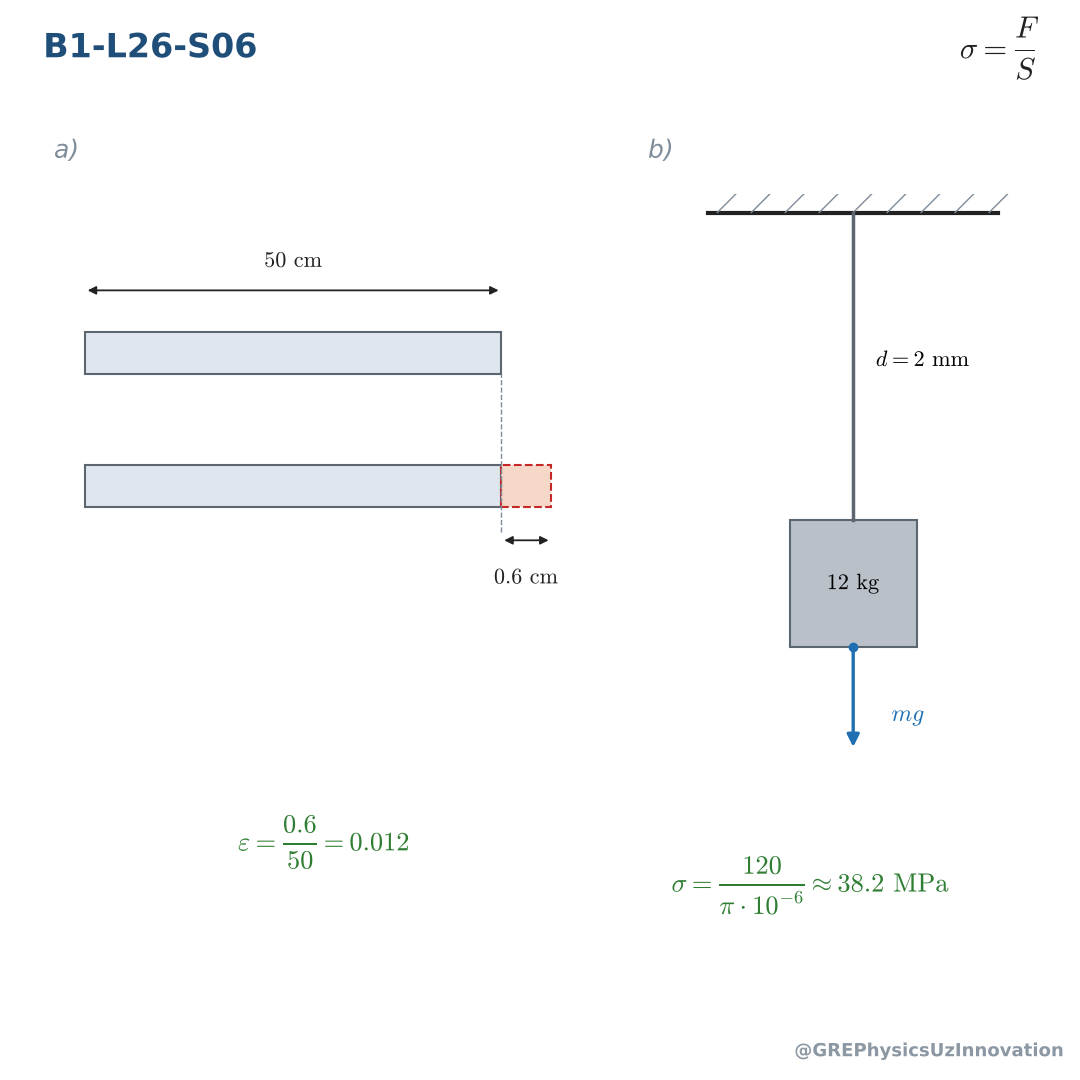 B1-L26-S06
σ = F/S
a)
50 cm
0.6 cm
ε = 0.6/50 = 0.012
b)
d = 2 mm
12 kg
mg
σ = 120/(π · 10⁻⁶) ≈ 38.2 MPa
@GREPhysicsUzInnovation